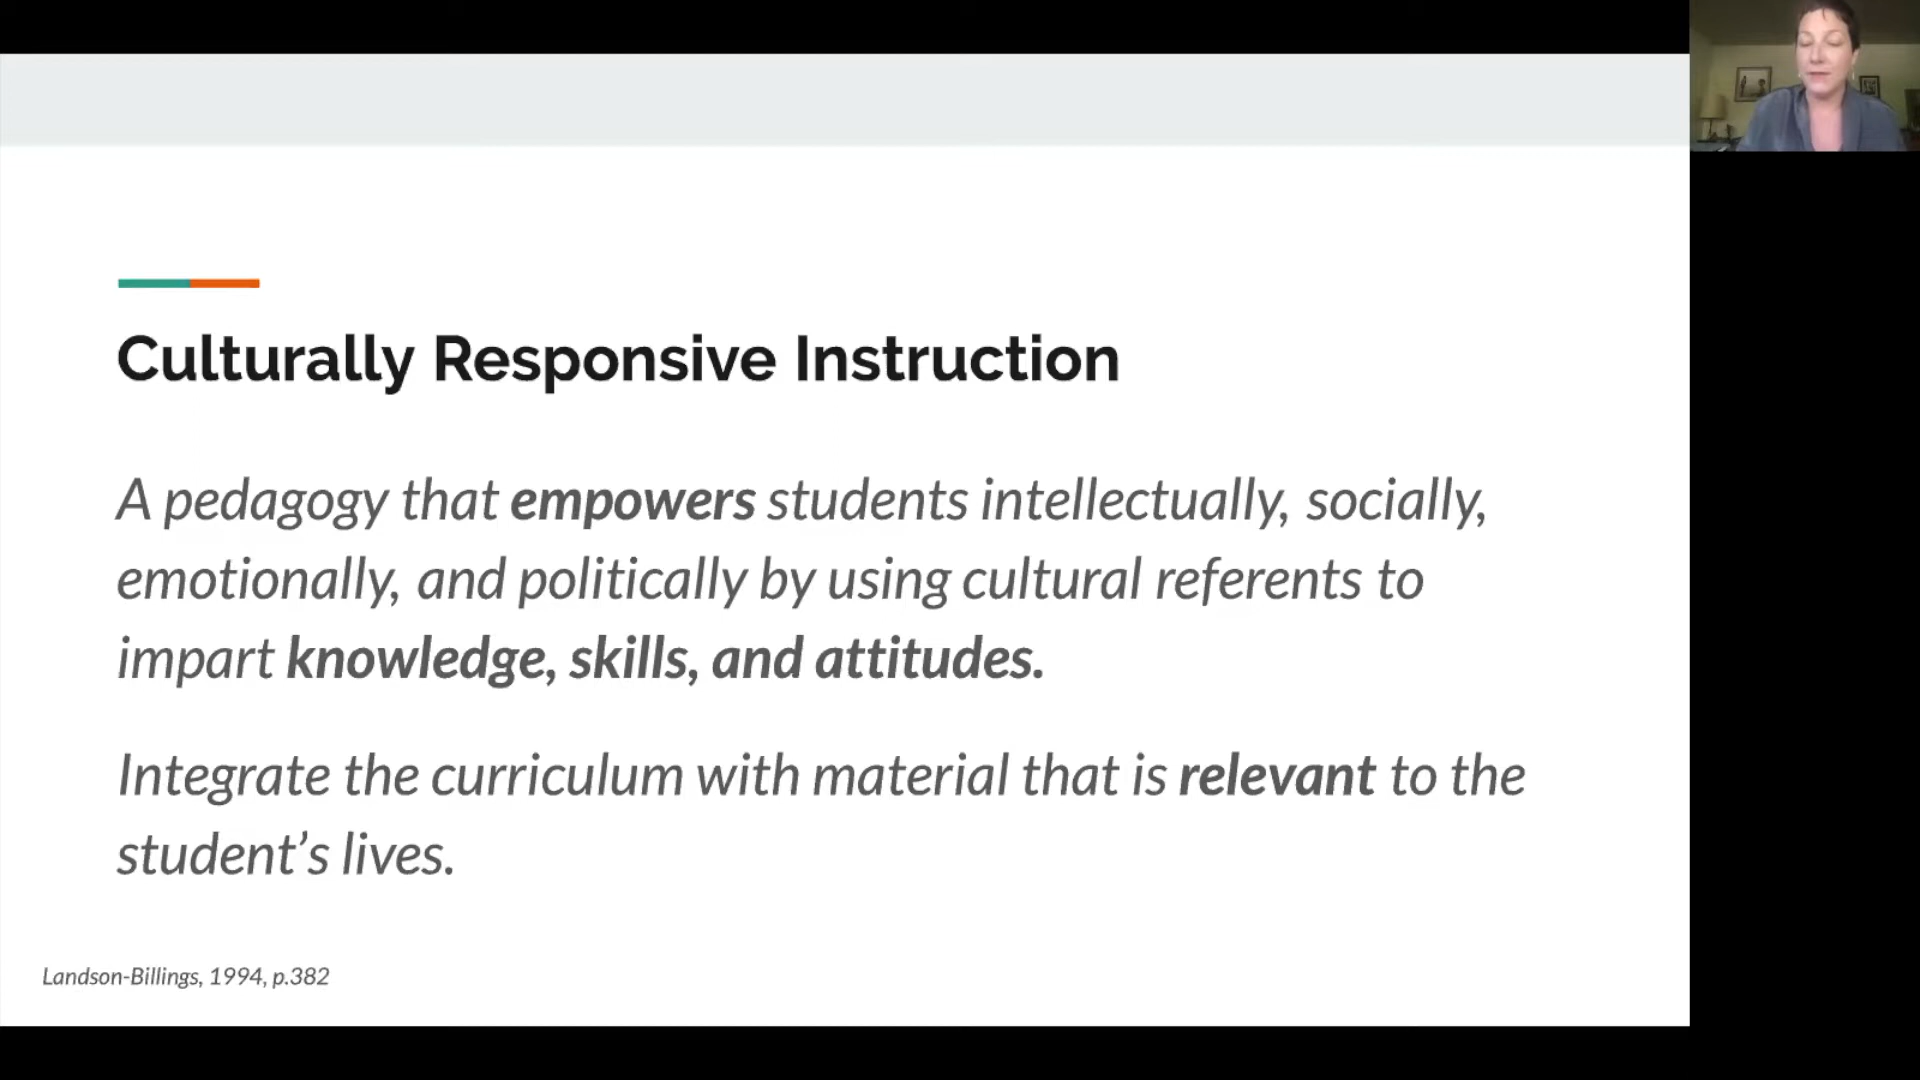 Culturally Responsive Instruction
A pedagogy that empowers students intellectually, socially,
emotionally, and politically by using cultural referents to
impart knowledge, skills, and attitudes.
Integrate the curriculum with material that is relevant to the
student’s lives.
Landson-Billings, 1994, p.382